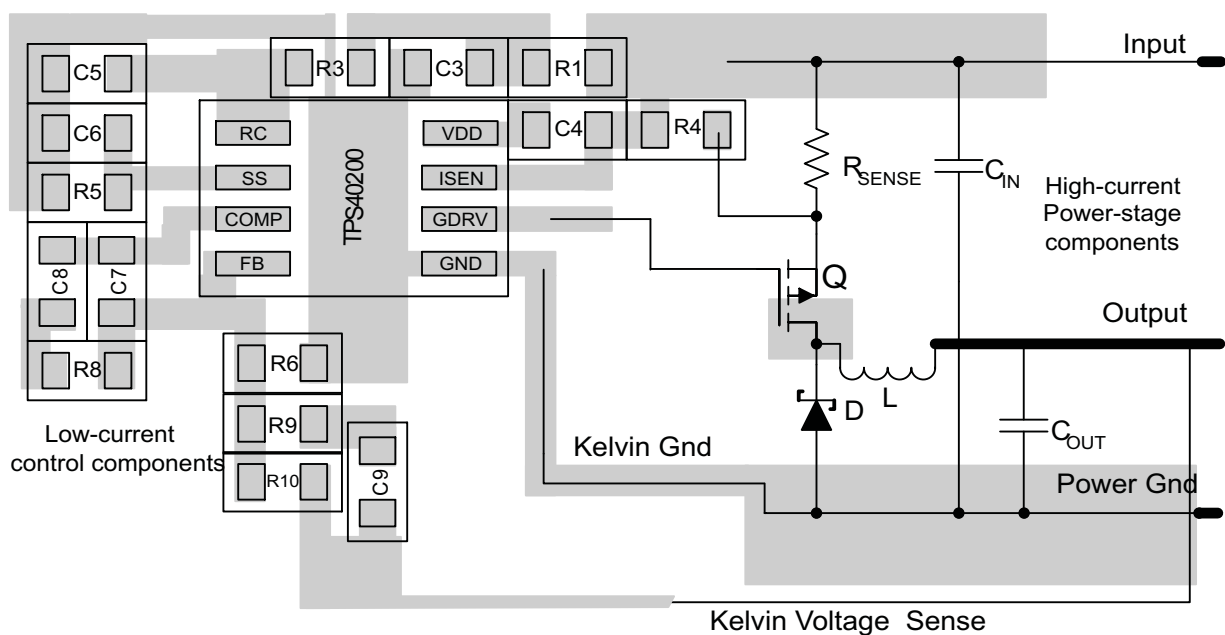 Input
C5
R3
C3
R1
C6
RC
VDD
C4
R4
R5
SS
ISEN
RSENSE
CIN
High-current
Power-stage
components
COMP
GDRV
TPS40200
FB
GND
C8
C7
Q
Output
R8
R6
L
D
R9
COUT
Low-current
control components
Kelvin Gnd
C9
R10
Power Gnd
Kelvin Voltage Sense